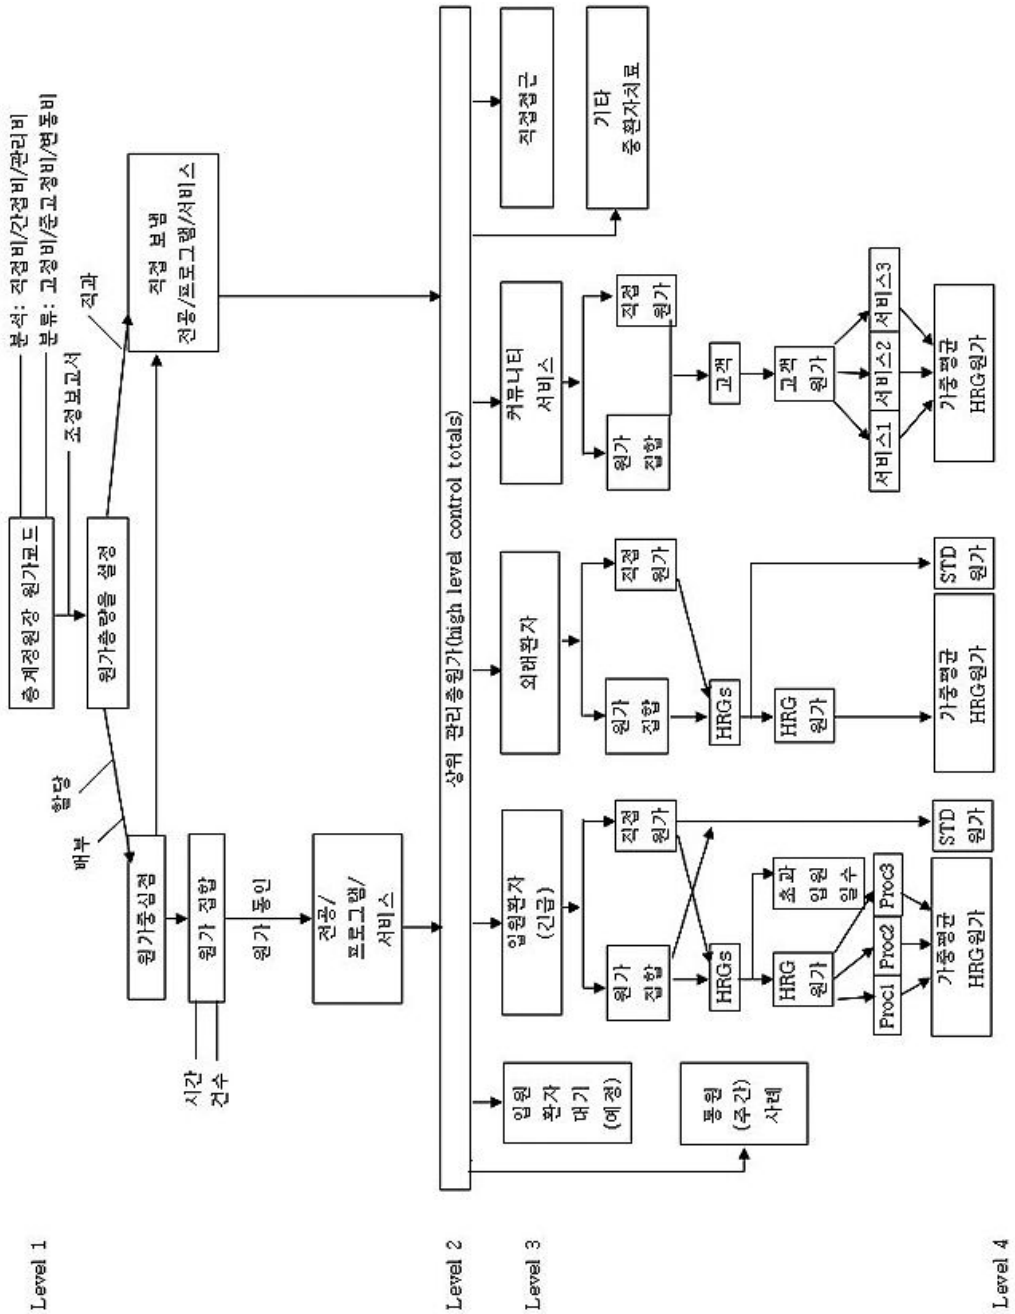 Level 1
총계정원장 원가코드
분석: 직접비/간접비/관리비
분류: 고정비/준고정비/변동비
조정보고서
원가총량을 설정
할당
배부
직과
원가중심점
직접 보냄
전공/프로그램/서비스
시간
건수
원가 집합
원가 동인
전공/
프로그램/
서비스
Level 2
상위 관리총원가(high level control totals)
Level 3
입원
환자
대기
(예정)
입원환자
(긴급)
외래환자
커뮤니티
서비스
직접접근
통원
(주간)
사례
기타
중환자치료
원가
집합
직접
원가
원가
집합
직접
원가
원가
집합
직접
원가
HRGs
HRGs
고객
HRG
원가
초과
입원
일수
HRG
원가
고객
원가
Proc1
Proc2
Proc3
서비스1
서비스2
서비스3
Level 4
가중평균
HRG원가
STD
원가
가중평균
HRG원가
STD
원가
가중평균
HRG원가